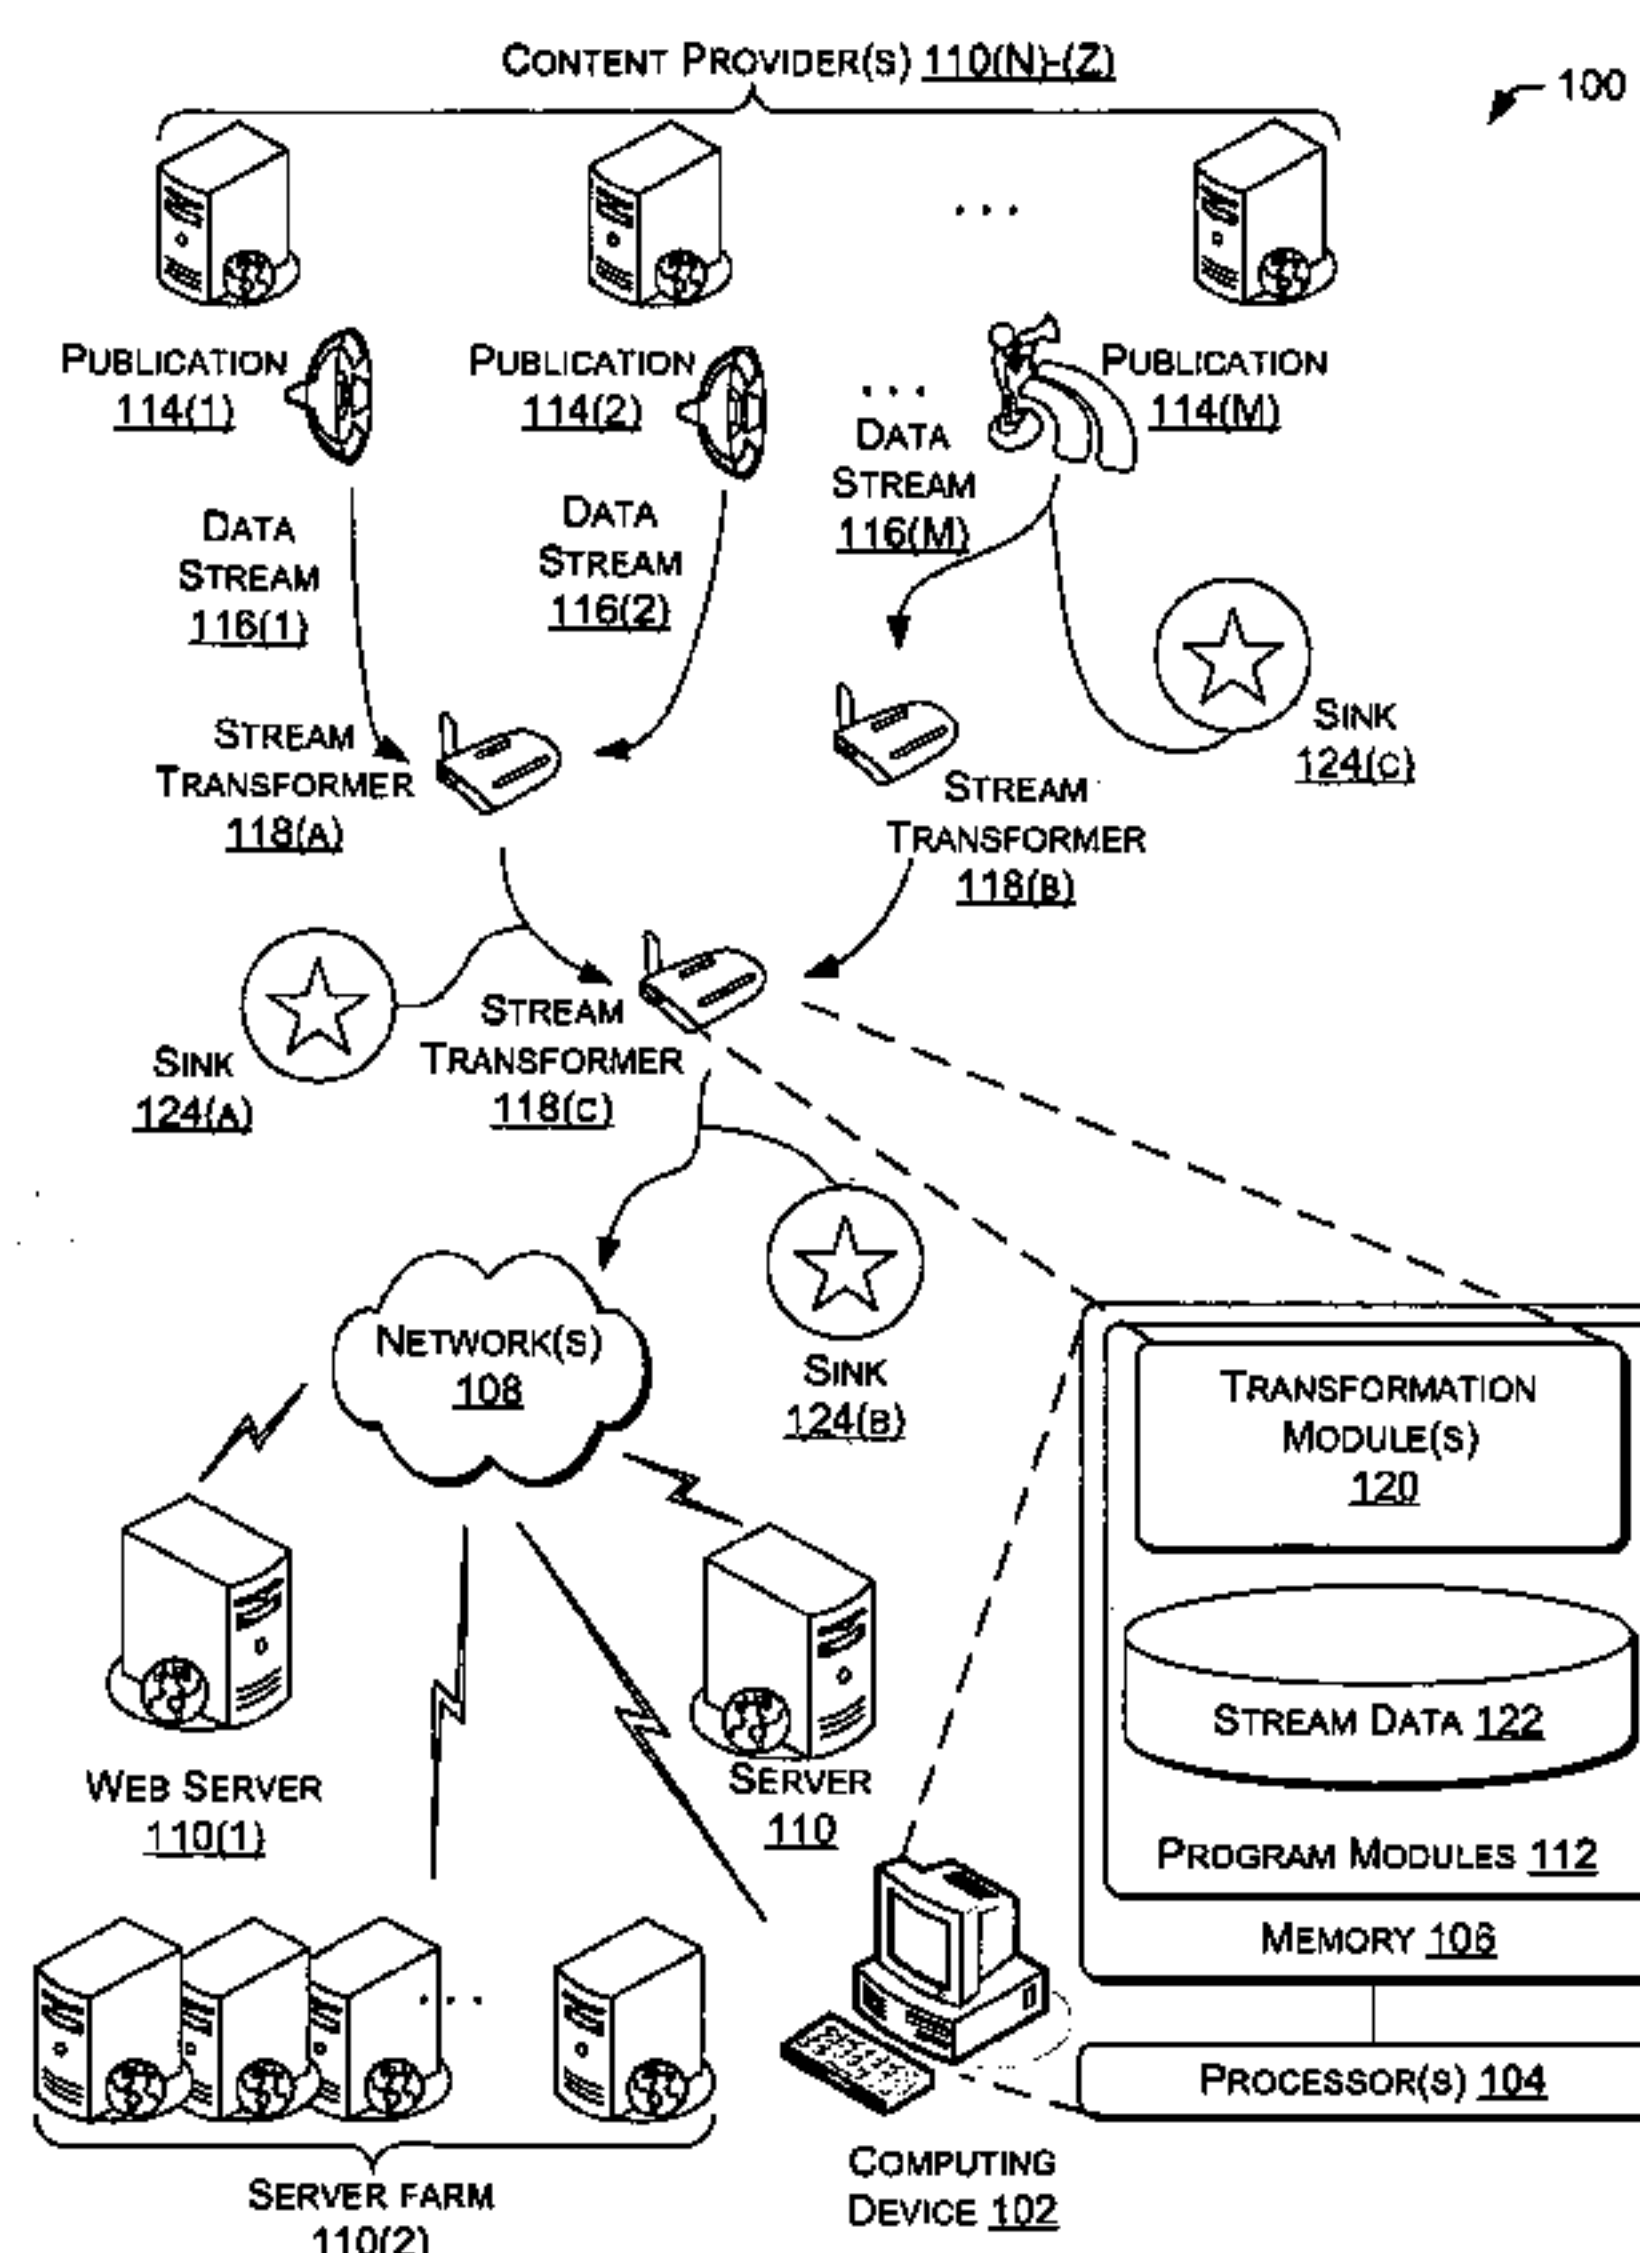 CONTENT PROVIDER(S) 110(N)-(Z)
100
PUBLICATION
114(1)
PUBLICATION
114(2)
. . .
PUBLICATION
114(M)
DATA
STREAM
116(1)
DATA
STREAM
116(2)
DATA
STREAM
116(M)
STREAM
TRANSFORMER
118(A)
STREAM
TRANSFORMER
118(B)
SINK
124(C)
SINK
124(A)
STREAM
TRANSFORMER
118(C)
NETWORK(S)
108
SINK
124(B)
TRANSFORMATION
MODULE(S)
120
STREAM DATA 122
PROGRAM MODULES 112
MEMORY 106
PROCESSOR(S) 104
WEB SERVER
110(1)
SERVER
110
COMPUTING
DEVICE 102
SERVER FARM
110(2)